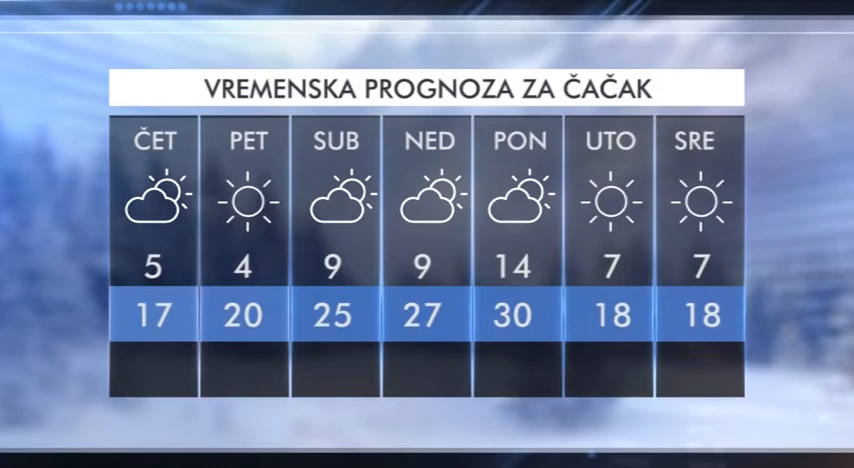 VREMENSKA PROGNOZA ZA ČAČAK
ČET PET SUB NED PON UTO SRE
5 4 9 9 14 7 7
17 20 25 27 30 18 18